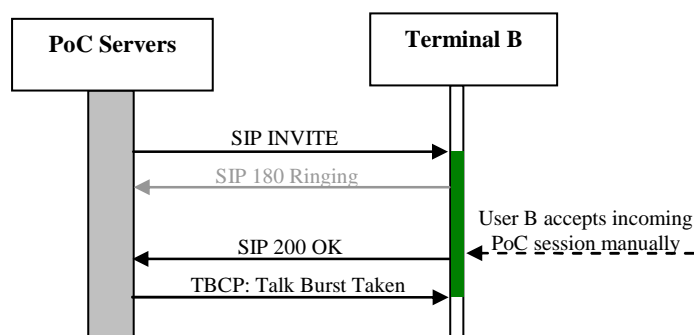 PoC Servers
Terminal B
SIP INVITE
SIP 180 Ringing
User B accepts incoming
PoC session manually
SIP 200 OK
TBCP: Talk Burst Taken